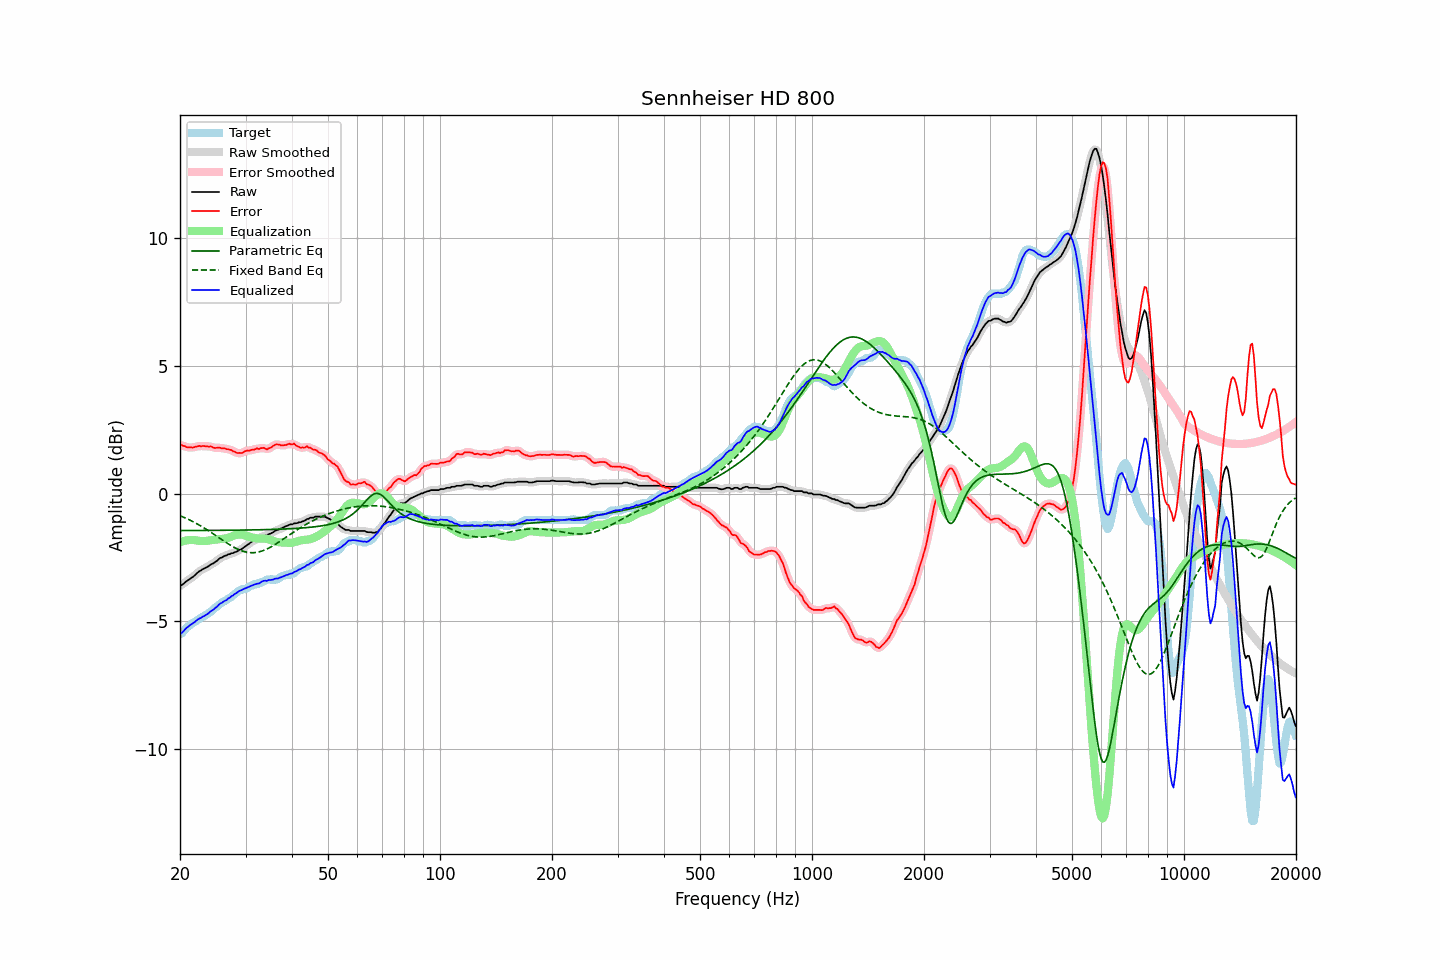 Sennheiser HD 800
Target
Raw Smoothed
Error Smoothed
Raw
Error
Equalization
Parametric Eq
Fixed Band Eq
Equalized
Amplitude (dBr)
10
5
0
−5
−10
20 50 100 200 500 1000 2000 5000 10000 20000
Frequency (Hz)